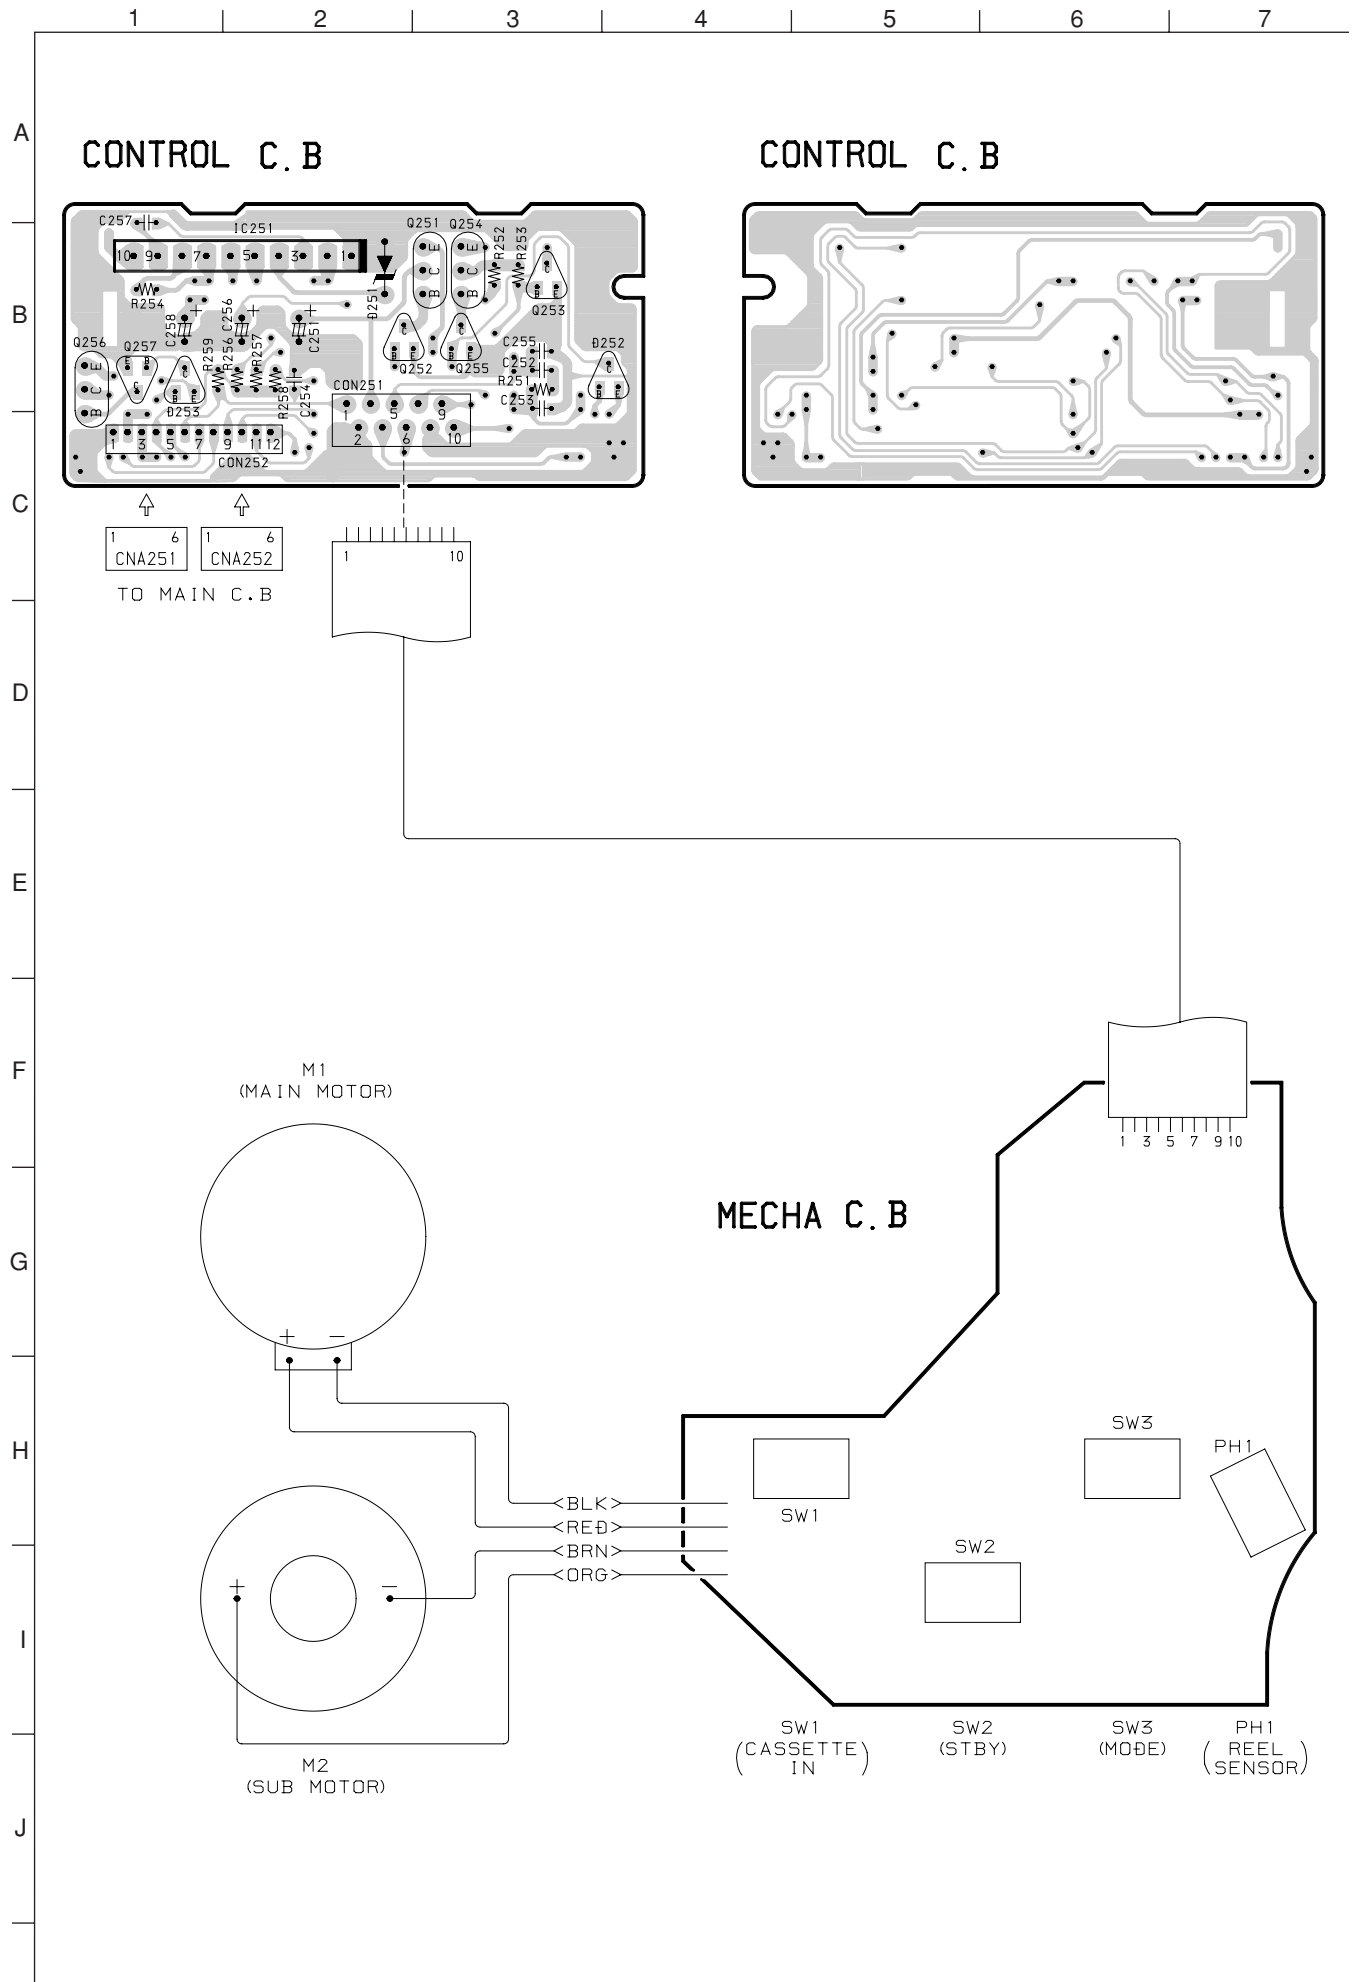 1 2 3 4 5 6 7
A
CONTROL C.B CONTROL C.B
C257 IC251 Q251 Q254 R252 R253
10 9 7 5 3 1 E E
C C C
R254 D251 B B B E
Q253
B
C258 C256 C251
Q256 Q257 R259 R256 R257 C255 D252
E E B C C C252
B E B E
C C C Q252 Q255 R251 C
B E R258 C254 CON251 C253 B E
B D253 1 5 9
1 3 5 7 9 11 12 2 6 10
CON252
C
1 6 1 6
CNA251 CNA252 1 10
TO MAIN C.B
D
E
F
M1
(MAIN MOTOR)
1 3 5 7 9 10
MECHA C.B
G
+ −
SW3
H PH1
<BLK>
SW1
<RED>
<BRN> SW2
<ORG>
+ −
I
SW1 SW2 SW3 PH1
(CASSETTE IN) (STBY) (MODE) (REEL SENSOR)
M2
(SUB MOTOR)
J